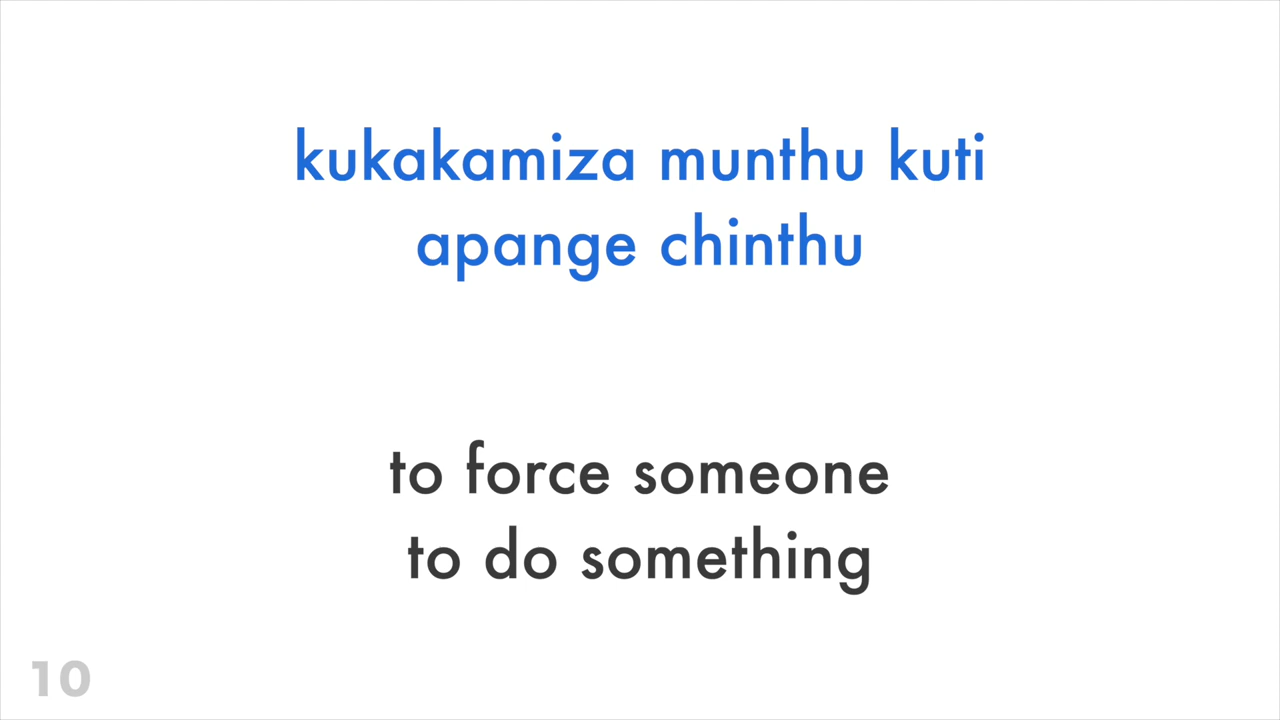 kukakamiza munthu kuti
apange chinthu
to force someone
to do something
10